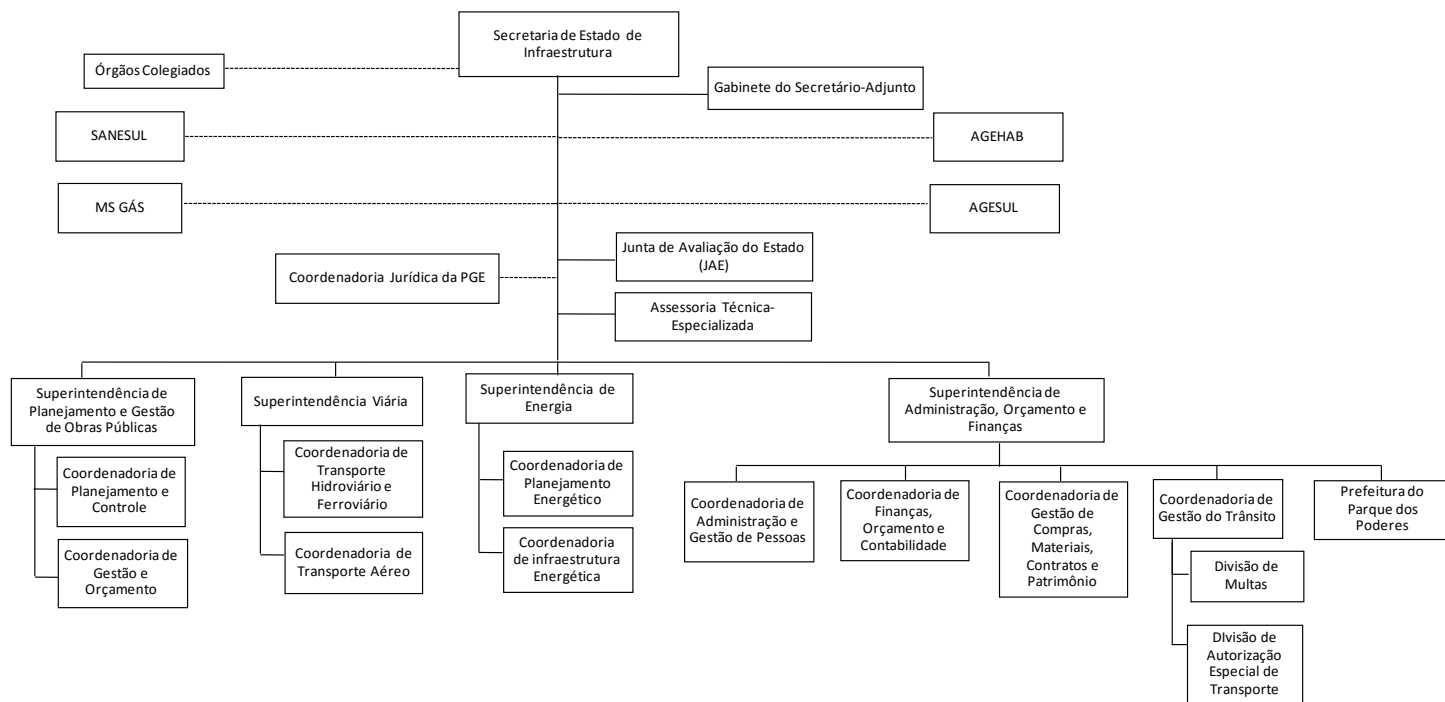 Secretaria de Estado de
Infraestrutura
Órgãos Colegiados
Gabinete do Secretário-Adjunto
SANESUL
AGEHAB
MS GÁS
AGESUL
Junta de Avaliação do Estado
(JAE)
Coordenadoria Jurídica da PGE
Assessoria Técnica-
Especializada
Superintendência de
Planejamento e Gestão
de Obras Públicas
Coordenadoria de
Planejamento e
Controle
Coordenadoria de
Gestão e
Orçamento
Superintendência Viária
Coordenadoria de
Transporte
Hidroviário e
Ferroviário
Coordenadoria de
Transporte Aéreo
Superintendência de
Energia
Coordenadoria de
Planejamento
Energético
Coordenadoria
de infraestrutura
Energética
Superintendência de
Administração, Orçamento e
Finanças
Coordenadoria de
Administração e
Gestão de Pessoas
Coordenadoria de
Finanças,
Orçamento e
Contabilidade
Coordenadoria de
Gestão de
Compras,
Materiais,
Contratos e
Patrimônio
Coordenadoria de
Gestão do Trânsito
Divisão de
Multas
DIvisão de
Autorização
Especial de
Transporte
Prefeitura do
Parque dos
Poderes